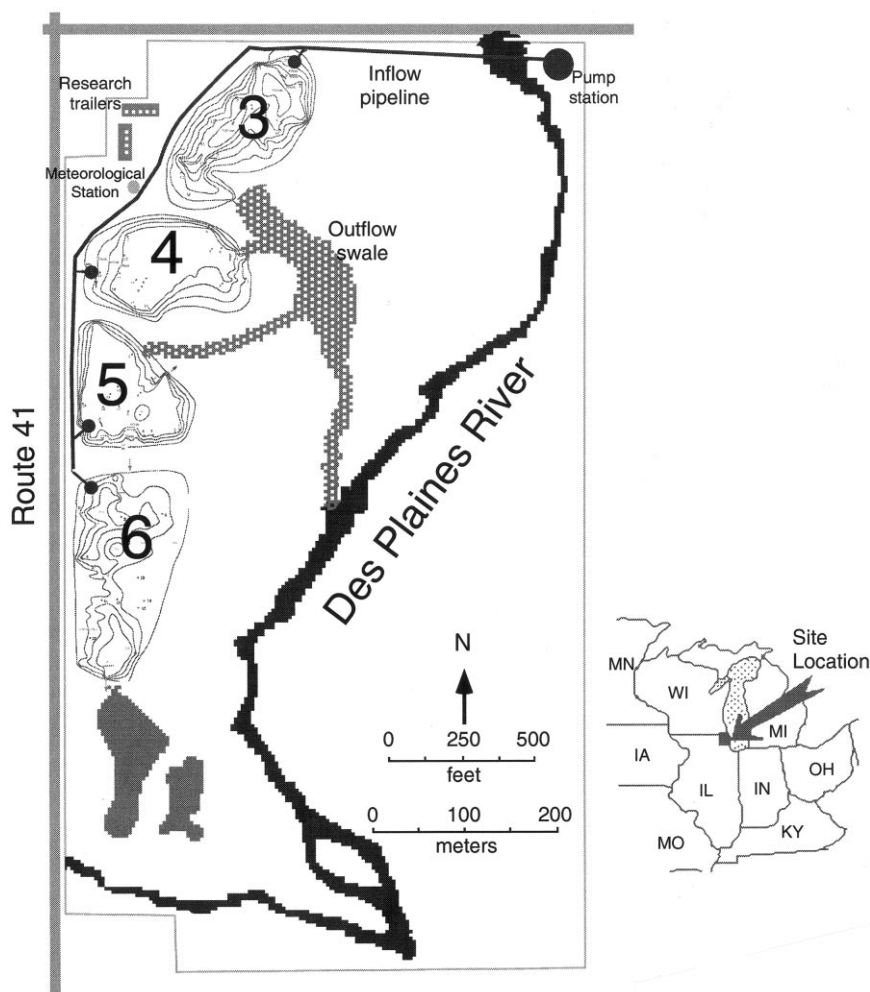 Research
trailers
Meteorological
Station
3
Inflow
pipeline
Pump
station
4
Outflow
swale
5
Route 41
6
Des Plaines River
N
0 250 500
feet
0 100 200
meters
Site
Location
MN
WI
MI
IA
IL
IN
OH
MO
KY